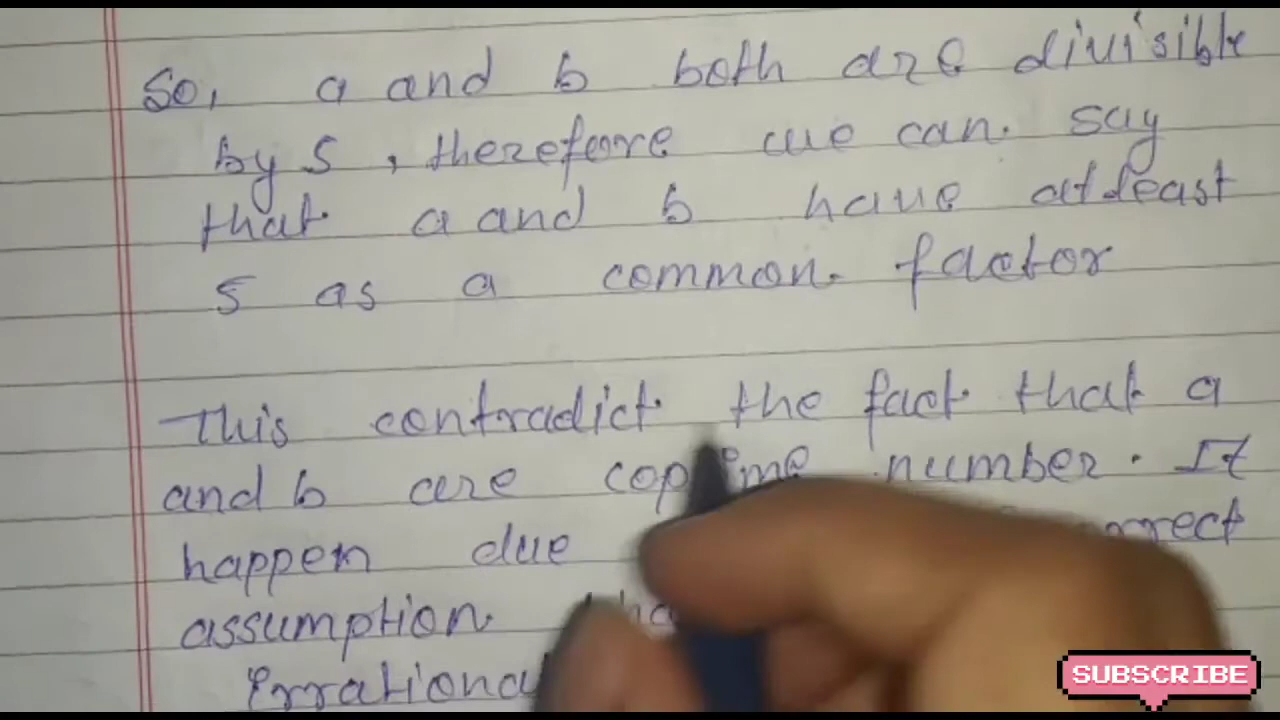 So, a and b both are divisible
by 5, therefore we can. say
that a and b have atleast
5 as a common. factor
This contradict the fact that a
and b are coprime number. It
happen due
assumption.
SUBSCRIBE